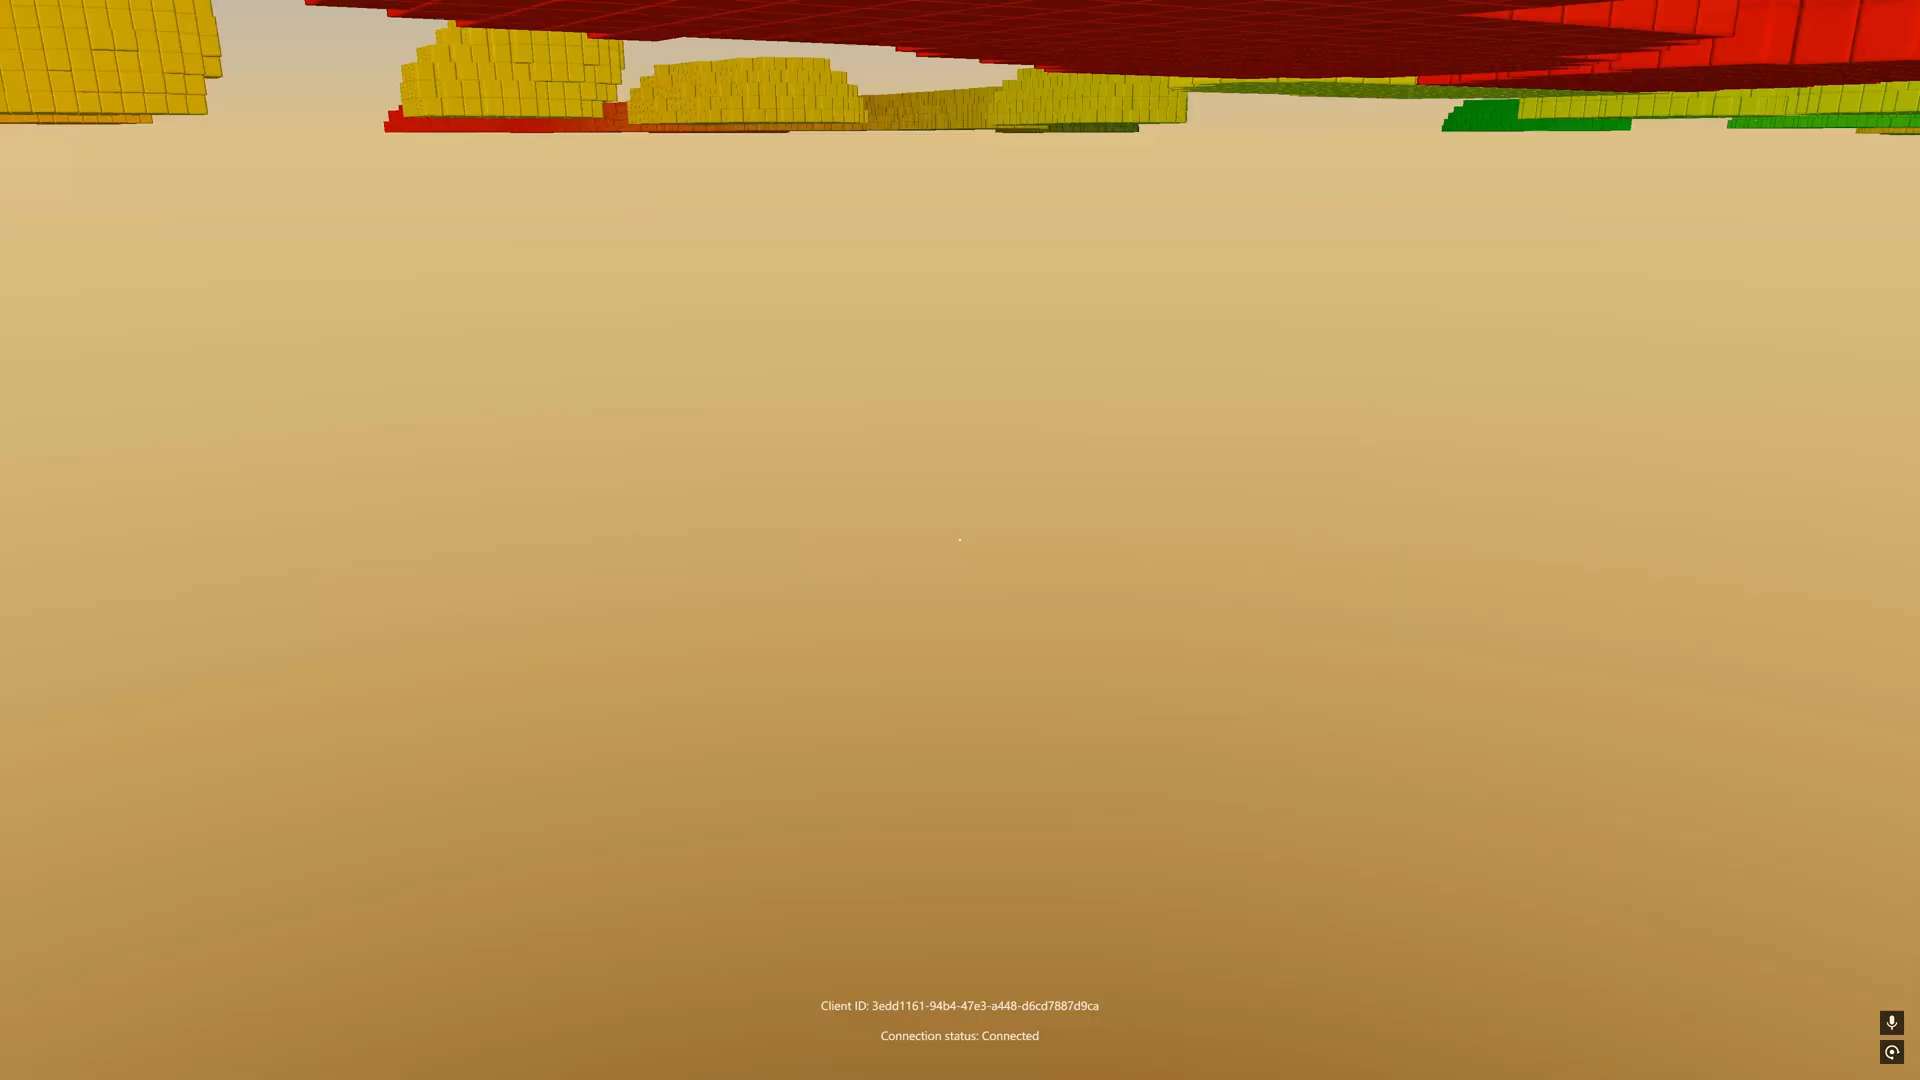 Client ID: 3edd1161-94b4-47e3-a448-d6cd7887d9ca
Connection status: Connected